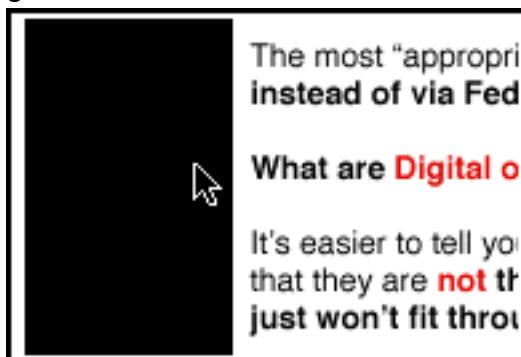 The most “appropri
instead of via Fed
What are Digital o
It's easier to tell you
that they are not th
just won't fit throu